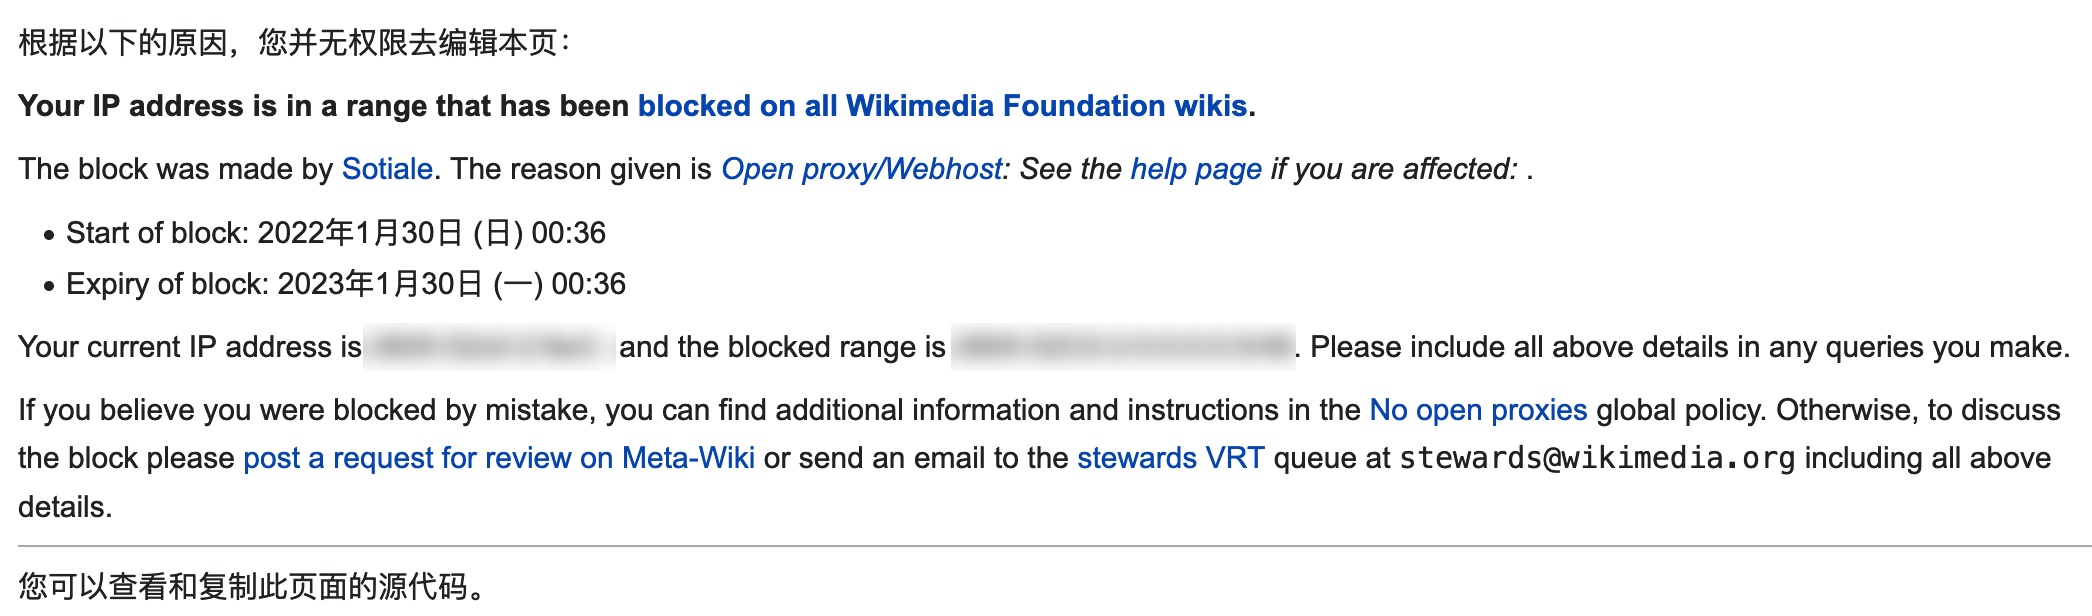 根据以下的原因，您并无权限去编辑本页：
Your IP address is in a range that has been blocked on all Wikimedia Foundation wikis.
The block was made by Sotiale. The reason given is Open proxy/Webhost: See the help page if you are affected: .
• Start of block: 2022年1月30日 (日) 00:36
• Expiry of block: 2023年1月30日 (一) 00:36
Your current IP address is and the blocked range is . Please include all above details in any queries you make.
If you believe you were blocked by mistake, you can find additional information and instructions in the No open proxies global policy. Otherwise, to discuss
the block please post a request for review on Meta-Wiki or send an email to the stewards VRT queue at stewards@wikimedia.org including all above
details.
您可以查看和复制此页面的源代码。